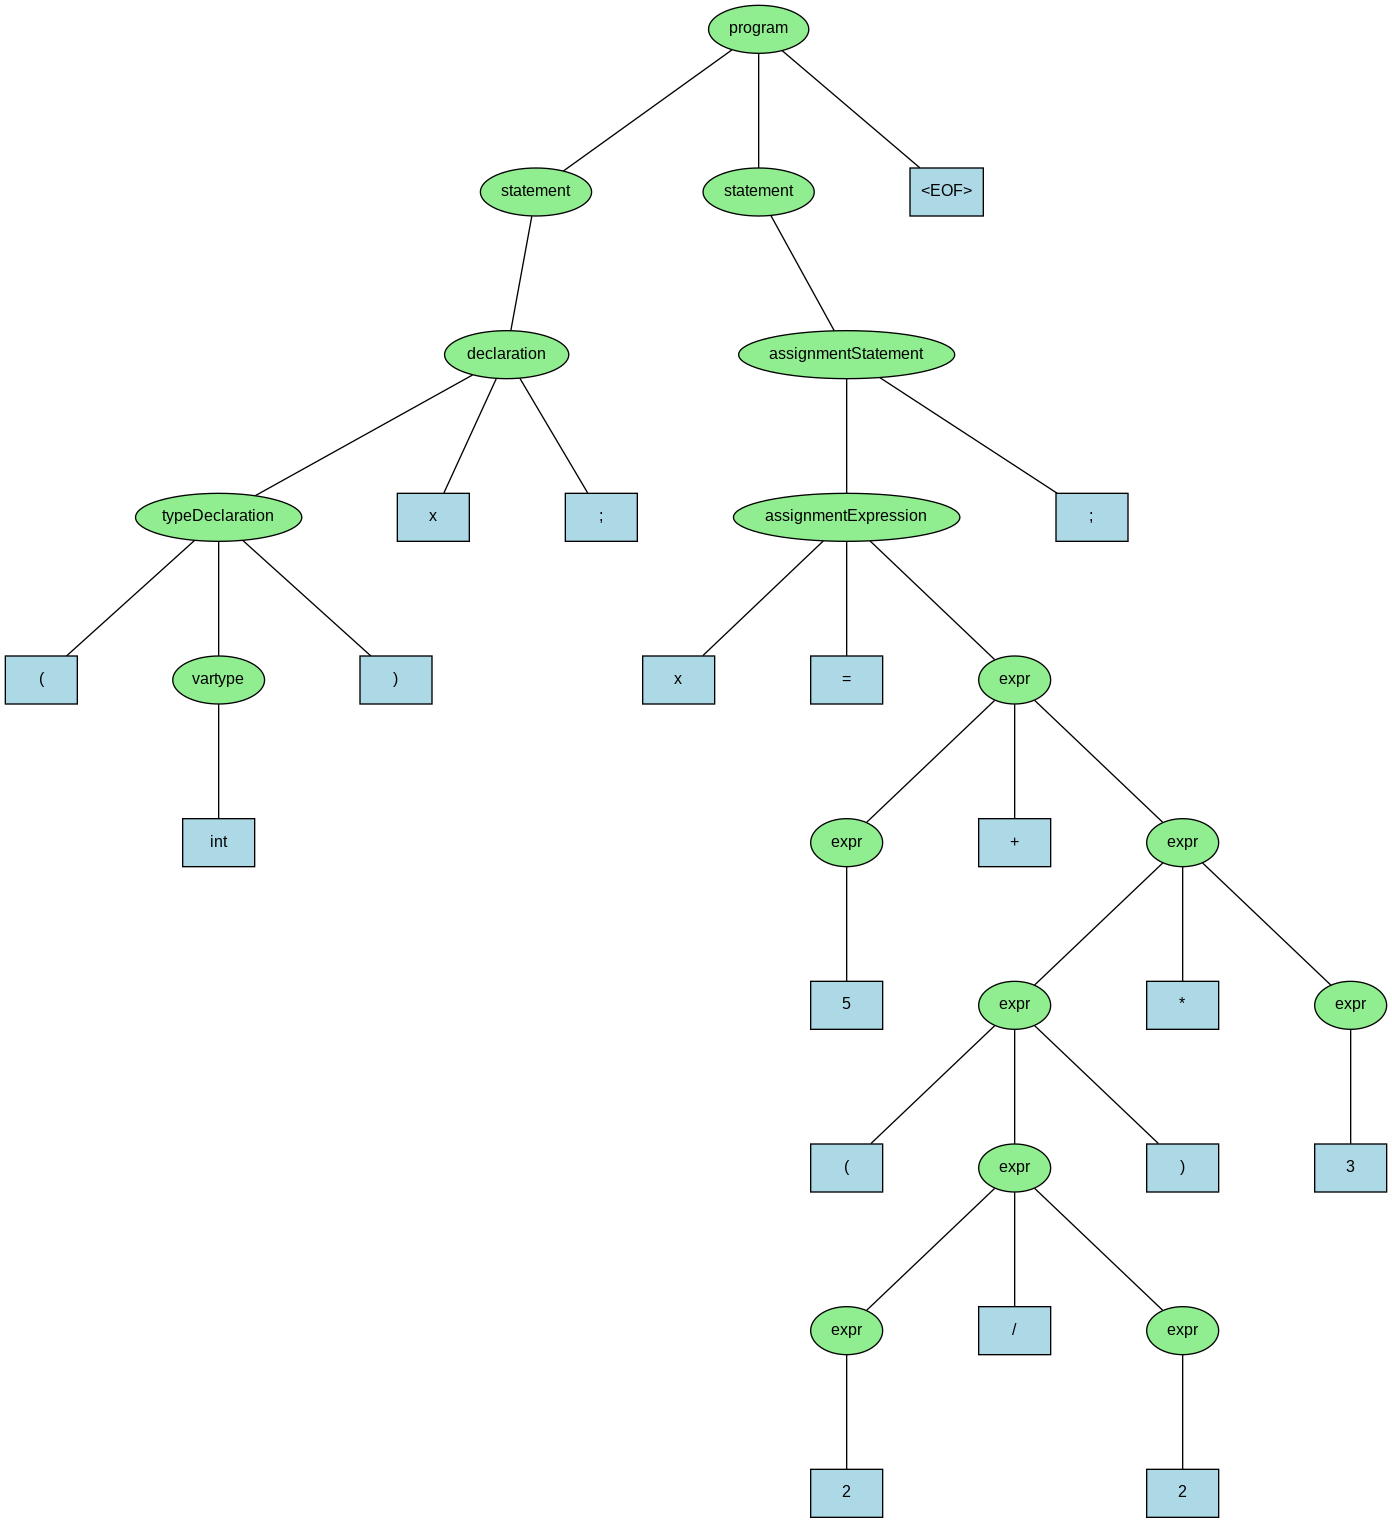 program
statement
statement
<EOF>
declaration
assignmentStatement
typeDeclaration
x
;
assignmentExpression
;
(
vartype
)
x
=
expr
int
expr
+
expr
5
expr
*
expr
(
expr
)
3
expr
/
expr
2
2